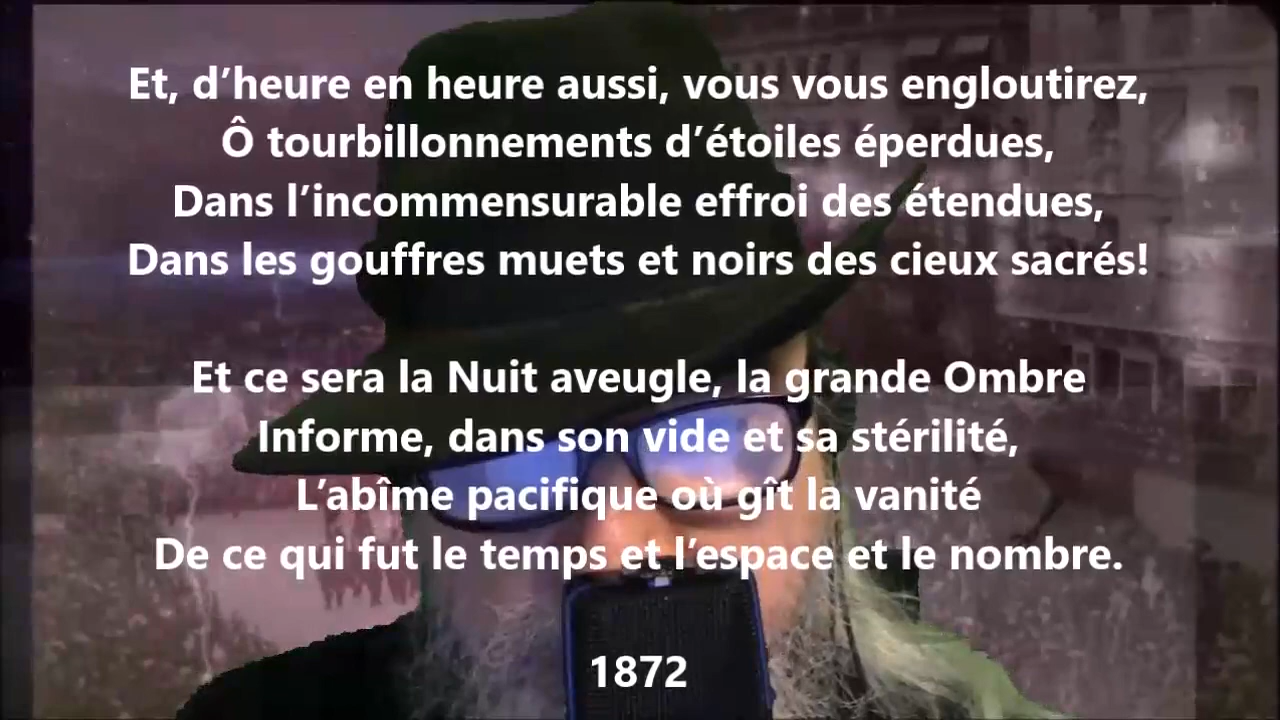 Et, d’heure en heure aussi, vous vous engloutirez,
Ô tourbillonnements d’étoiles éperdues,
Dans l’incommensurable effroi des étendues,
Dans les gouffres muets et noirs des cieux sacrés!
Et ce sera la Nuit aveugle, la grande Ombre
Informe, dans son vide et sa stérilité,
L’abîme pacifique où gît la vanité
De ce qui fut le temps et l’espace et le nombre.
1872